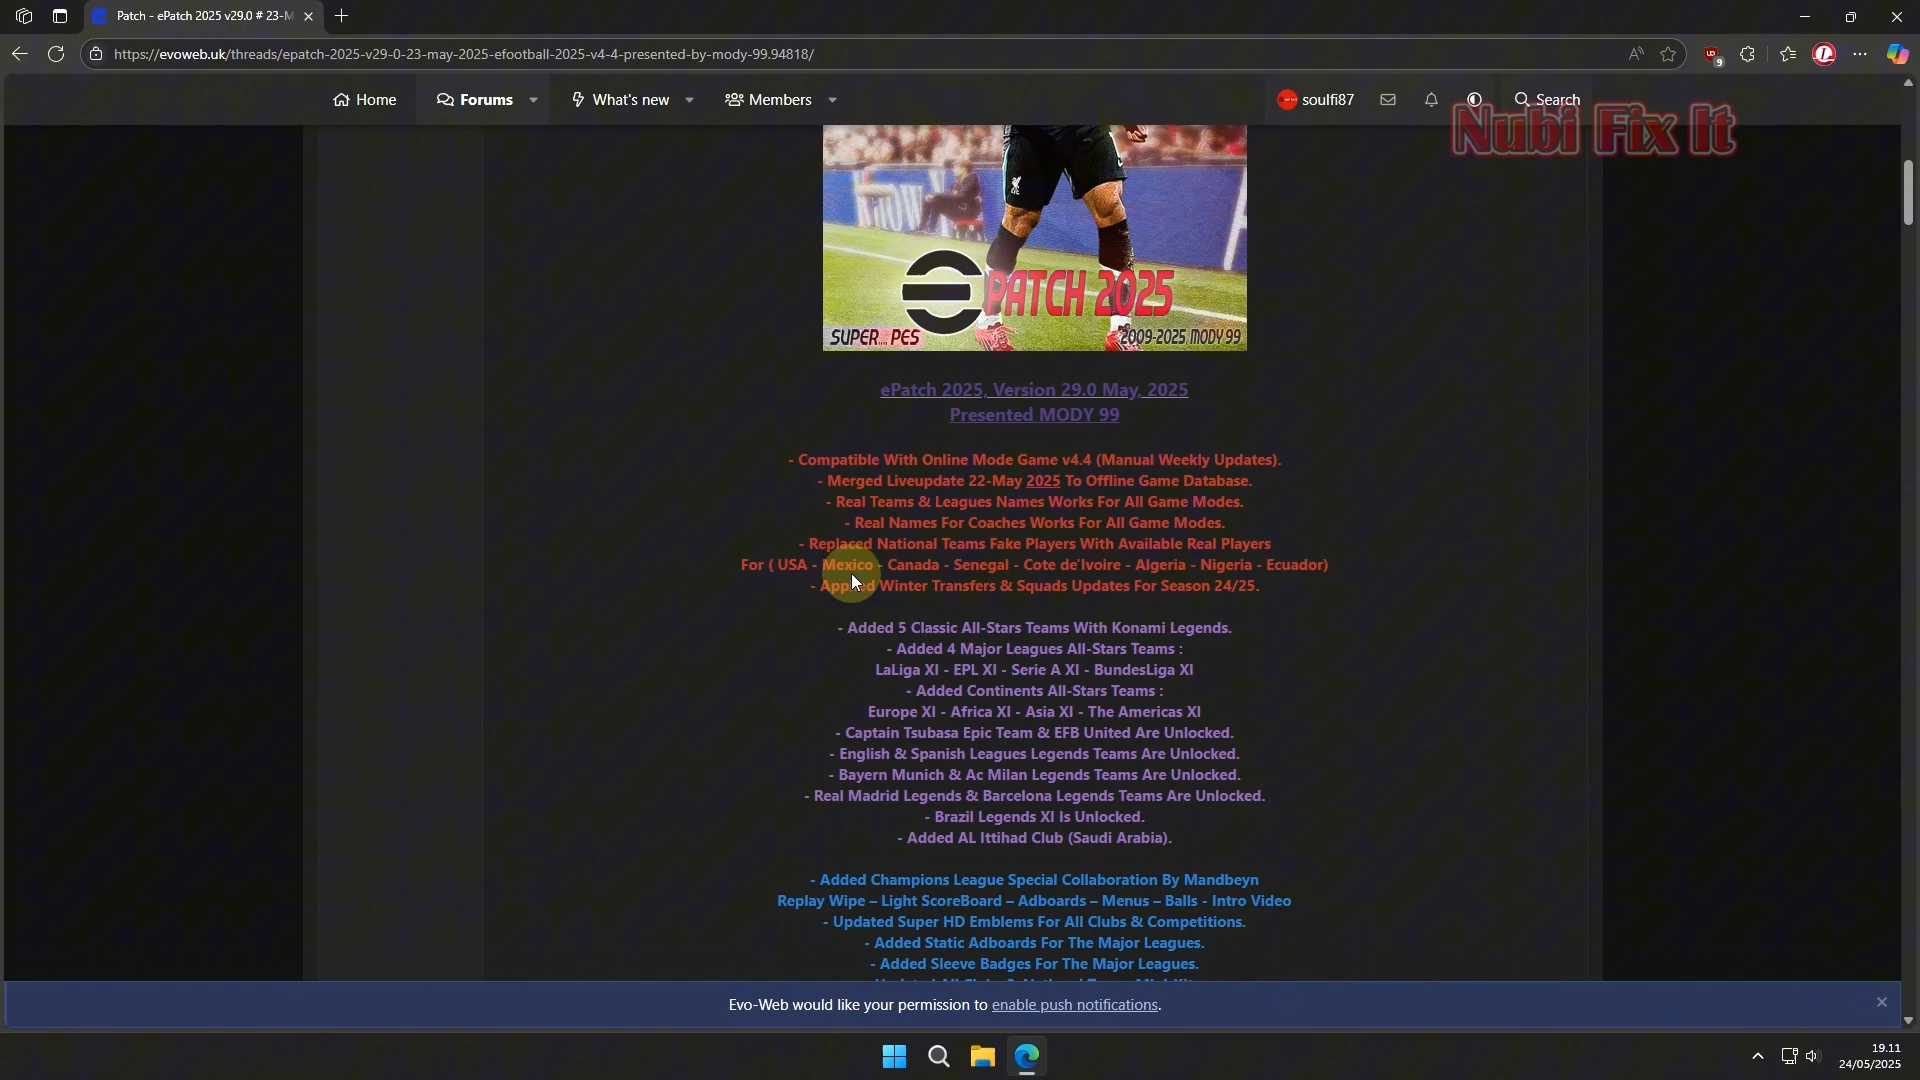 Patch - ePatch 2025 v29.0 # 23-M
https://evoweb.uk/threads/epatch-2025-v29-0-23-may-2025-efootball-2025-v4-4-presented-by-mody-99.94818/
9
Home
Forums
What's new
Members
soulfi87
Search
Nubi Fix It
PATCH 2025
SUPER... PES
2009-2025 MODY 99
ePatch 2025, Version 29.0 May, 2025
Presented MODY 99
- Compatible With Online Mode Game v4.4 (Manual Weekly Updates).
- Merged Liveupdate 22-May 2025 To Offline Game Database.
- Real Teams & Leagues Names Works For All Game Modes.
- Real Names For Coaches Works For All Game Modes.
- Replaced National Teams Fake Players With Available Real Players
For ( USA - Mexico - Canada - Senegal - Cote de'Ivoire - Algeria - Nigeria - Ecuador)
- Applied Winter Transfers & Squads Updates For Season 24/25.
- Added 5 Classic All-Stars Teams With Konami Legends.
- Added 4 Major Leagues All-Stars Teams :
LaLiga XI - EPL XI - Serie A XI - BundesLiga XI
- Added Continents All-Stars Teams :
Europe XI - Africa XI - Asia XI - The Americas XI
- Captain Tsubasa Epic Team & EFB United Are Unlocked.
- English & Spanish Leagues Legends Teams Are Unlocked.
- Bayern Munich & Ac Milan Legends Teams Are Unlocked.
- Real Madrid Legends & Barcelona Legends Teams Are Unlocked.
- Brazil Legends XI Is Unlocked.
- Added AL Ittihad Club (Saudi Arabia).
- Added Champions League Special Collaboration By Mandbeyn
Replay Wipe – Light ScoreBoard – Adboards – Menus – Balls - Intro Video
- Updated Super HD Emblems For All Clubs & Competitions.
- Added Static Adboards For The Major Leagues.
- Added Sleeve Badges For The Major Leagues.
Evo-Web would like your permission to enable push notifications.
19.11
24/05/2025